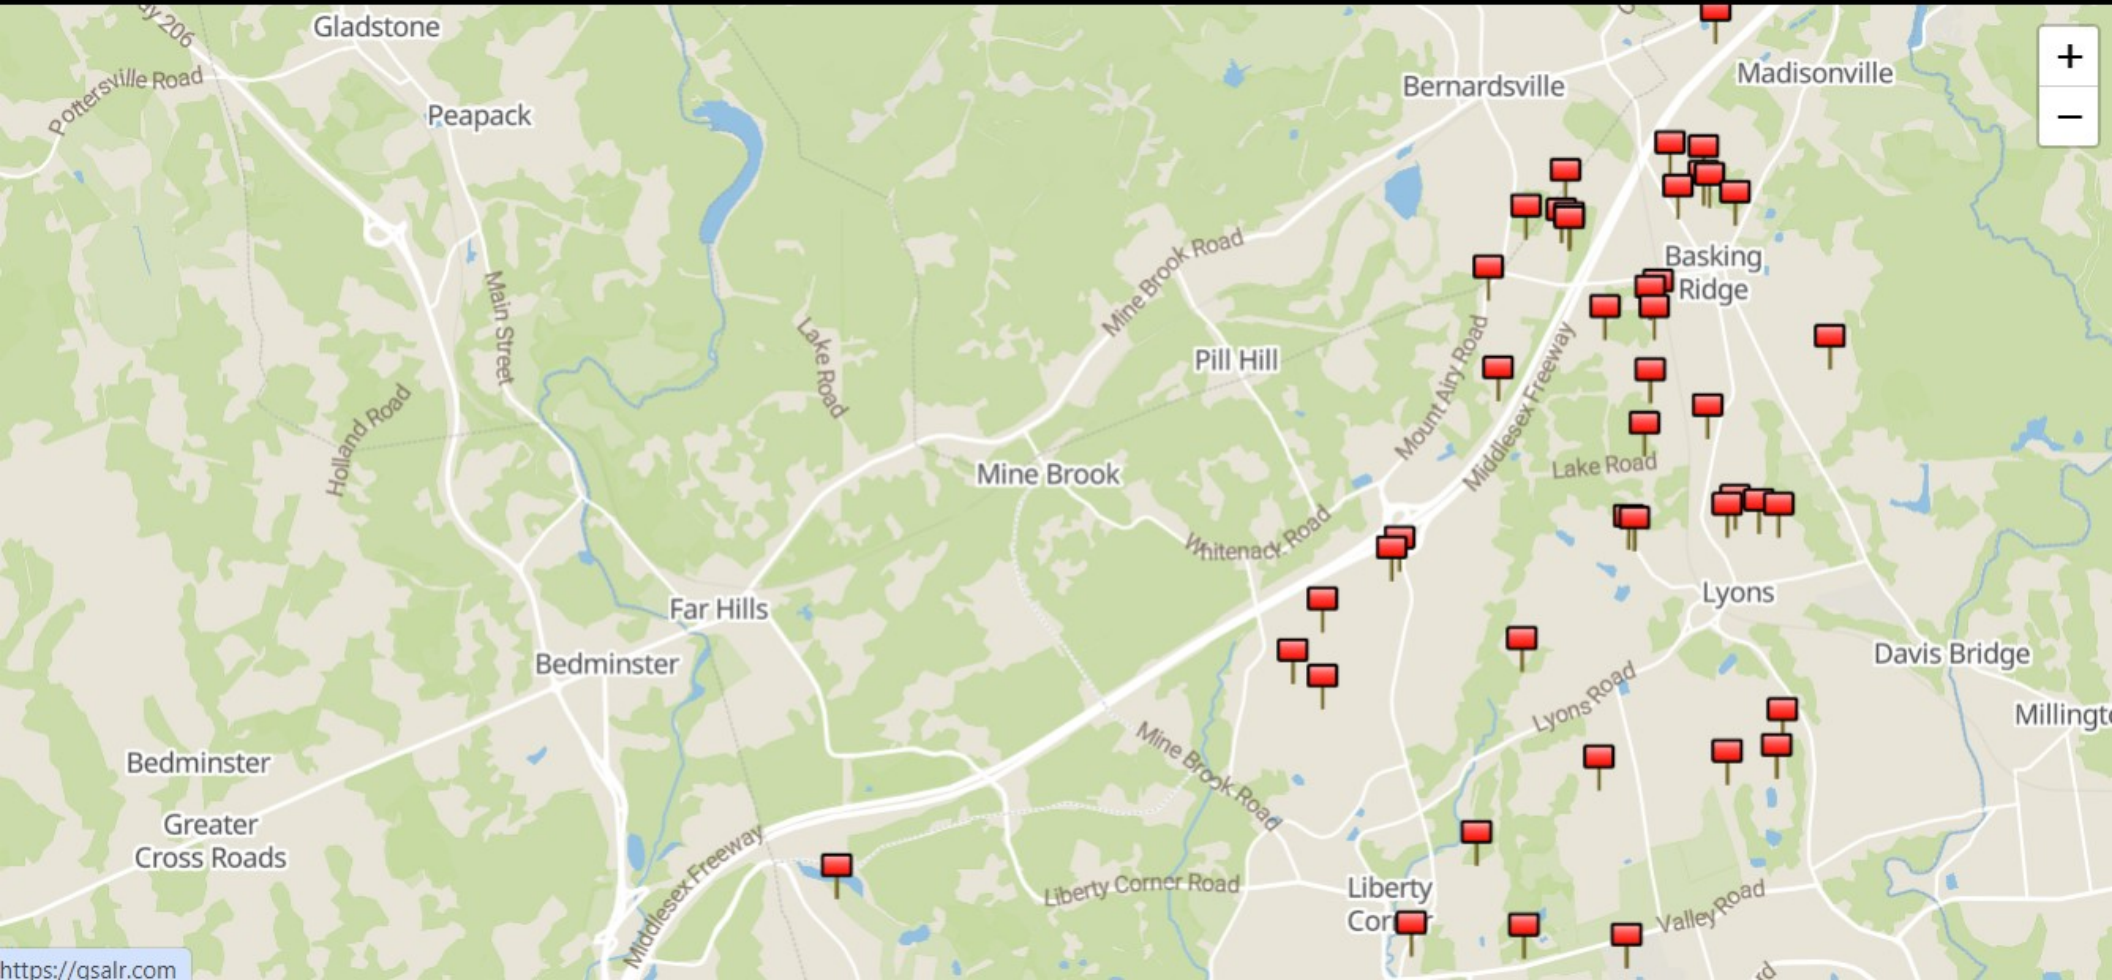 Gladstone
Pottersville Road
Peapack
Bernardsville
Madisonville
+
−
Mine Brook Road
Basking
Ridge
Main Street
Lake Road
Pill Hill
Mount Airy Road
Middlesex Freeway
Holland Road
Mine Brook
Lake Road
Whitenack Road
Far Hills
Lyons
Bedminster
Davis Bridge
Lyons Road
Millingt
Mine Brook Road
Bedminster
Greater
Cross Roads
Middlesex Freeway
Liberty Corner Road
Liberty
Valley Road
https://qsalr.com